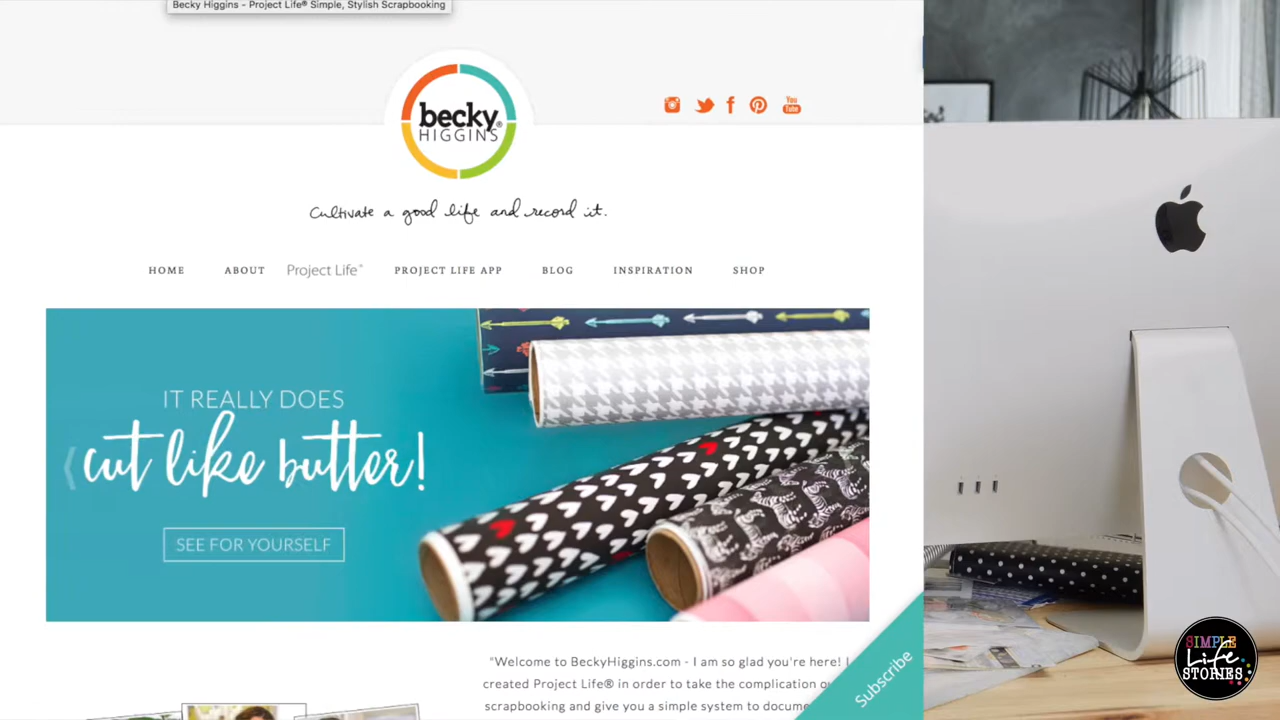 Becky Higgins - Project Life® Simple, Stylish Scrapbooking
becky®
HIGGINS
You
Tube
Cultivate a good life and record it.
HOME ABOUT Project Life™ PROJECT LIFE APP BLOG INSPIRATION SHOP
IT REALLY DOES
cut like butter!
SEE FOR YOURSELF
"Welcome to BeckyHiggins.com - I am so glad you're here! I
created Project Life® in order to take the complication
scrapbooking and give you a simple system to
Subscribe
SIMPLE
Life
STORIES